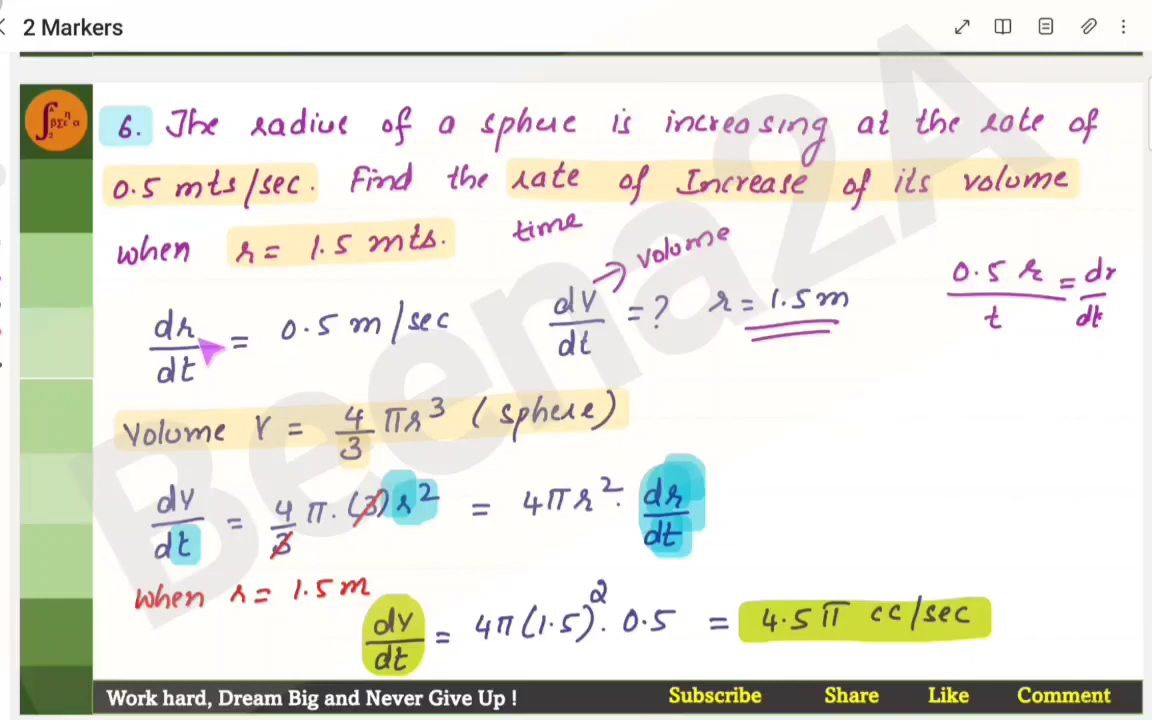 2 Markers
6. The radius of a sphere is increasing at the rate of
0.5 mts/sec. Find the rate of Increase of its volume
when r = 1.5 mts. time
volume
dr/dt = 0.5 m/sec dv/dt = ? r = 1.5m 0.5 r/t = dr/dt
Volume V = 4/3 πr³ (sphere)
dv/dt = 4/3 π. (3) r² = 4πr². dr/dt
when r = 1.5m
dv/dt = 4π(1.5)². 0.5 = 4.5 π cc/sec
Work hard, Dream Big and Never Give Up ! Subscribe Share Like Comment
Beena2A